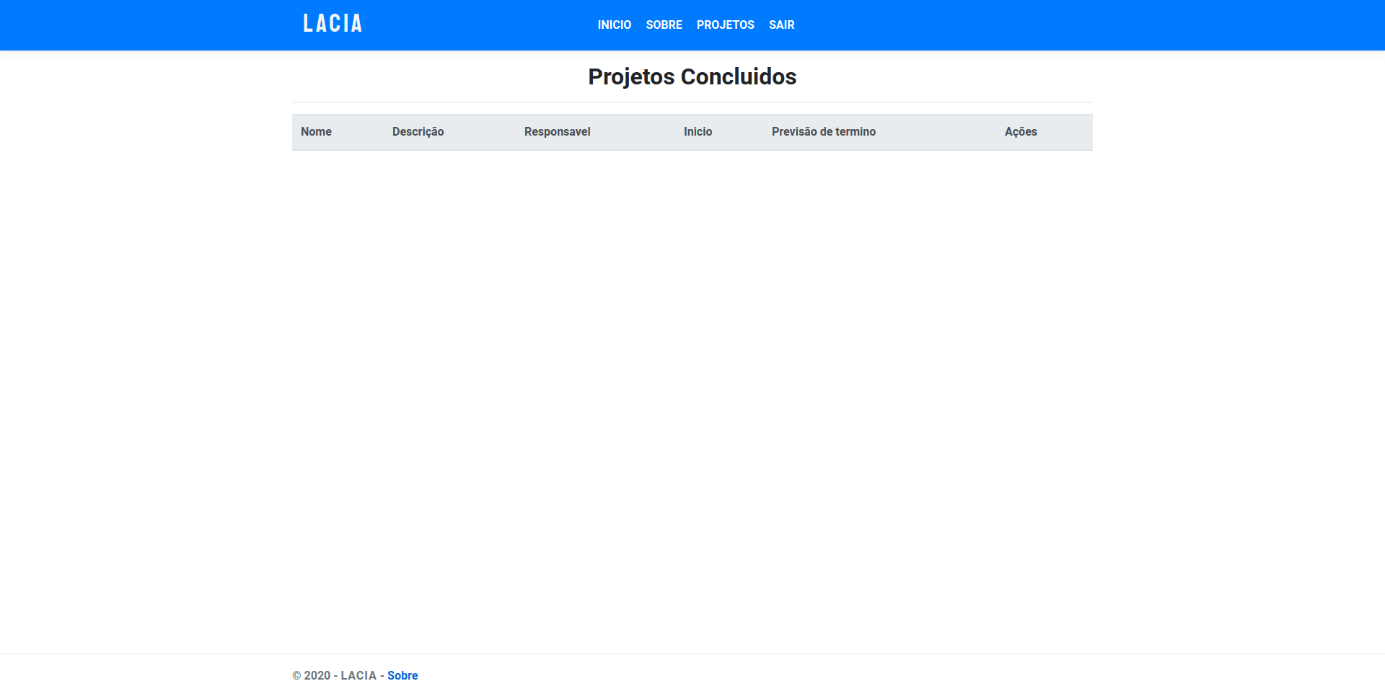 LACIA INICIO SOBRE PROJETOS SAIR
Projetos Concluidos
Nome Descrição Responsavel Inicio Previsão de termino Ações
© 2020 - LACIA - Sobre